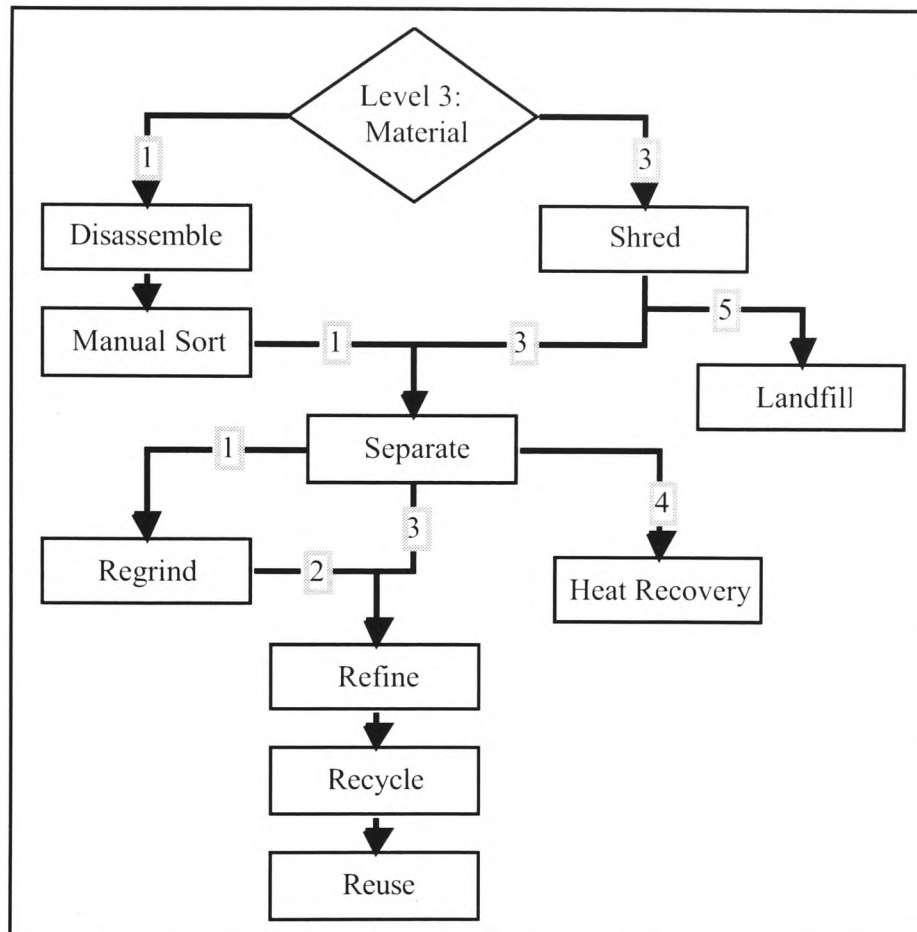 Level 3:
Material
1
3
Disassemble
Shred
Manual Sort
1
3
5
Landfill
Separate
1
3
4
Regrind
2
Heat Recovery
Refine
Recycle
Reuse